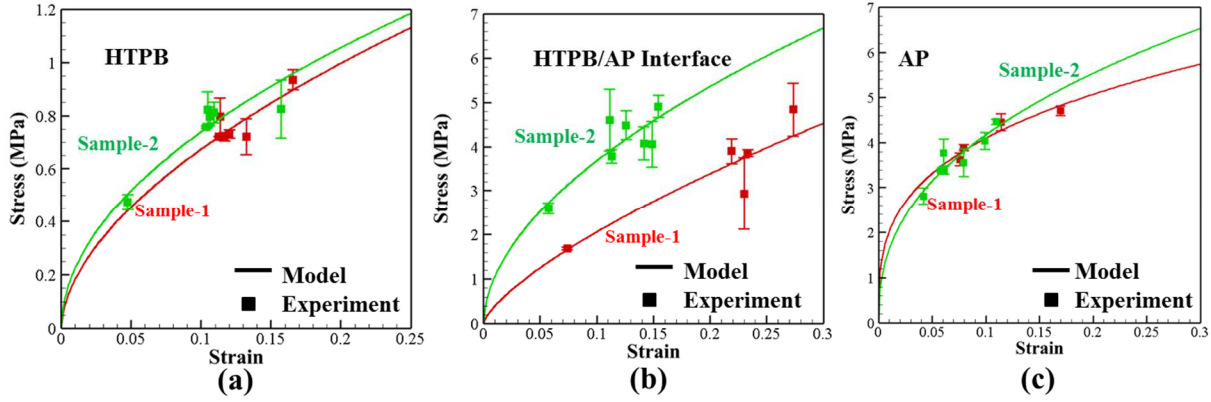 1.2
1
0.8
0.6
0.4
0.2
0
Stress (MPa)
HTPB
Sample-2
Sample-1
Model
Experiment
0 0.05 0.1 0.15 0.2 0.25
Strain
(a)
7
6
5
4
3
2
1
0
Stress (MPa)
HTPB/AP Interface
Sample-2
Sample-1
Model
Experiment
0 0.05 0.1 0.15 0.2 0.25 0.3
Strain
(b)
7
6
5
4
3
2
1
0
Stress (MPa)
AP
Sample-2
Sample-1
Model
Experiment
0 0.05 0.1 0.15 0.2 0.25 0.3
Strain
(c)